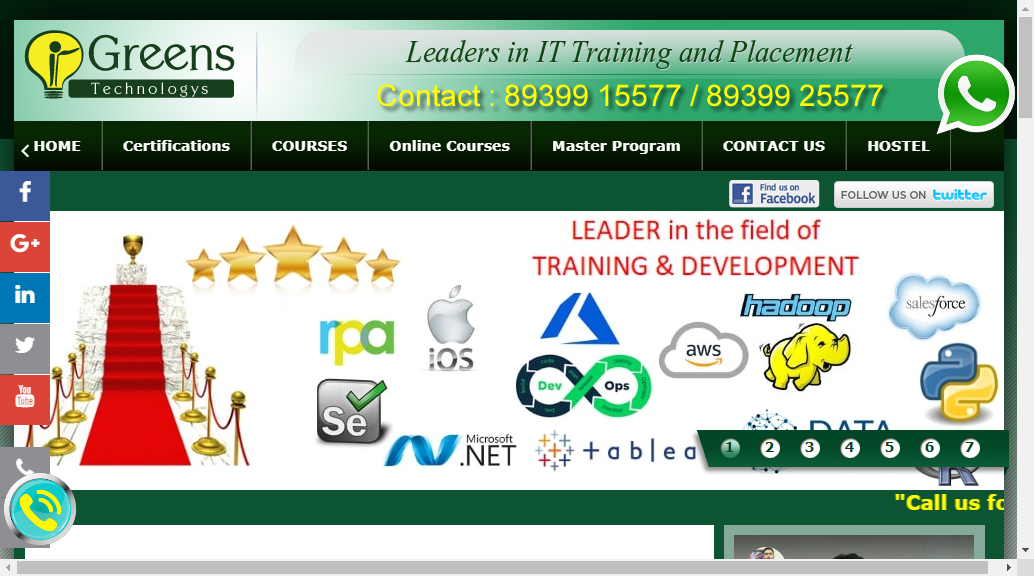 Greens
Technologys
Leaders in IT Training and Placement
Contact : 89399 15577 / 89399 25577
HOME
Certifications
COURSES
Online Courses
Master Program
CONTACT US
HOSTEL
Find us on
Facebook
FOLLOW US ON twitter
f
G+
in
You
Tube
LEADER in the field of
TRAINING & DEVELOPMENT
rpa
iOS
hadoop
salesforce
aws
Dev Ops
Se
Microsoft
.NET
+ a b l e a
DATA
R
1 2 3 4 5 6 7
"Call us fo